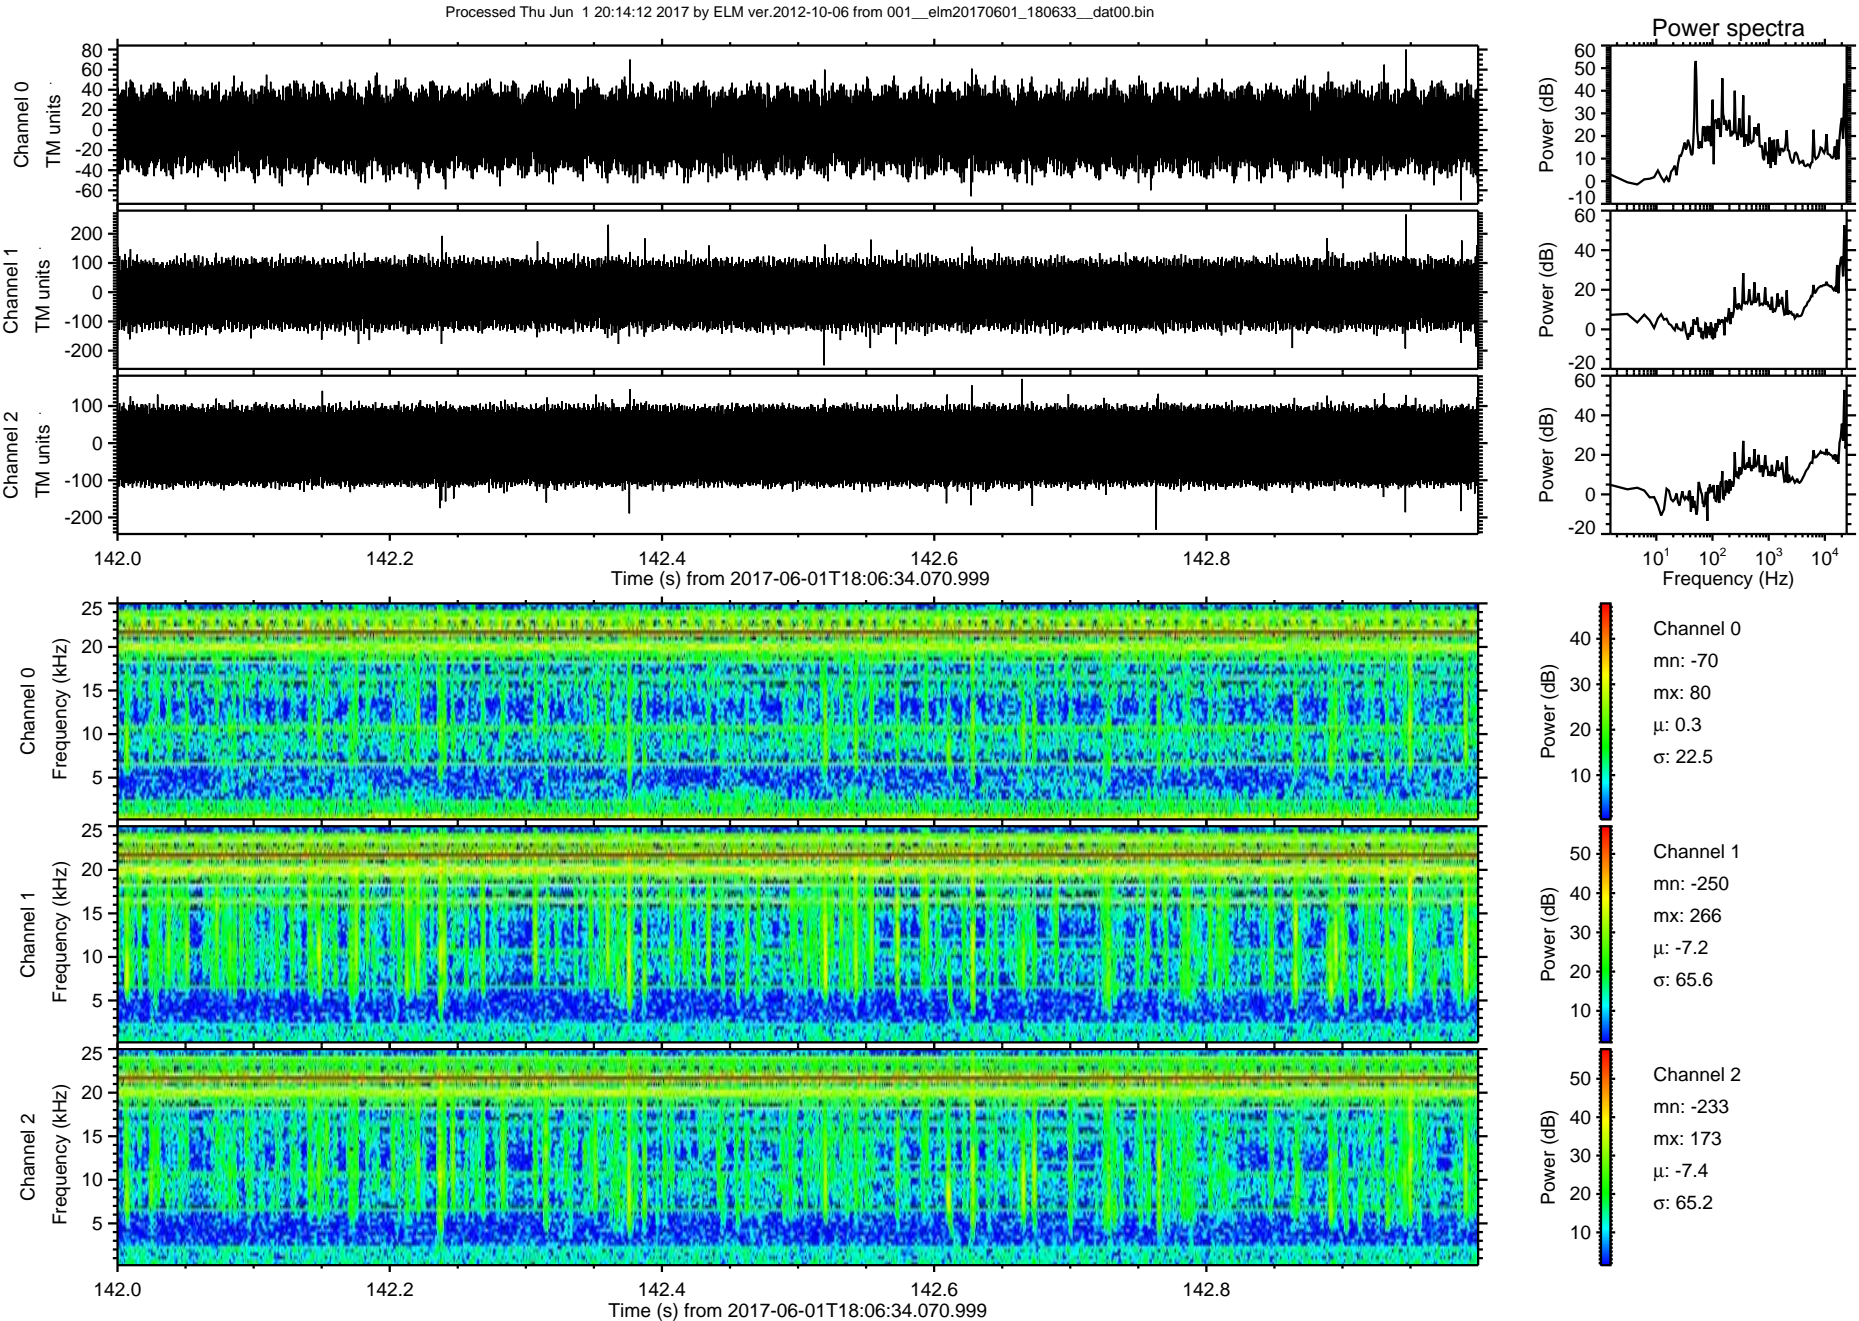 Processed Thu Jun  1 20:14:12 2017 by ELM ver.2012-10-06 from 001__elm20170601_180633__dat00.bin
Power spectra
Channel 0
TM units
80
60
40
20
0
-20
-40
-60
Power (dB)
60
50
40
30
20
10
0
-10
Channel 1
TM units
200
100
0
-100
-200
Power (dB)
60
40
20
0
-20
Channel 2
TM units
100
0
-100
-200
Power (dB)
60
40
20
0
-20
142.0 142.2 142.4 142.6 142.8
Time (s) from 2017-06-01T18:06:34.070.999
10^1 10^2 10^3 10^4
Frequency (Hz)
Channel 0
Frequency (kHz)
25
20
15
10
5
Power (dB)
40
30
20
10
Channel 0
mn: -70
mx: 80
μ: 0.3
σ: 22.5
Channel 1
Frequency (kHz)
25
20
15
10
5
Power (dB)
50
40
30
20
10
Channel 1
mn: -250
mx: 266
μ: -7.2
σ: 65.6
Channel 2
Frequency (kHz)
25
20
15
10
5
Power (dB)
50
40
30
20
10
Channel 2
mn: -233
mx: 173
μ: -7.4
σ: 65.2
142.0 142.2 142.4 142.6 142.8
Time (s) from 2017-06-01T18:06:34.070.999